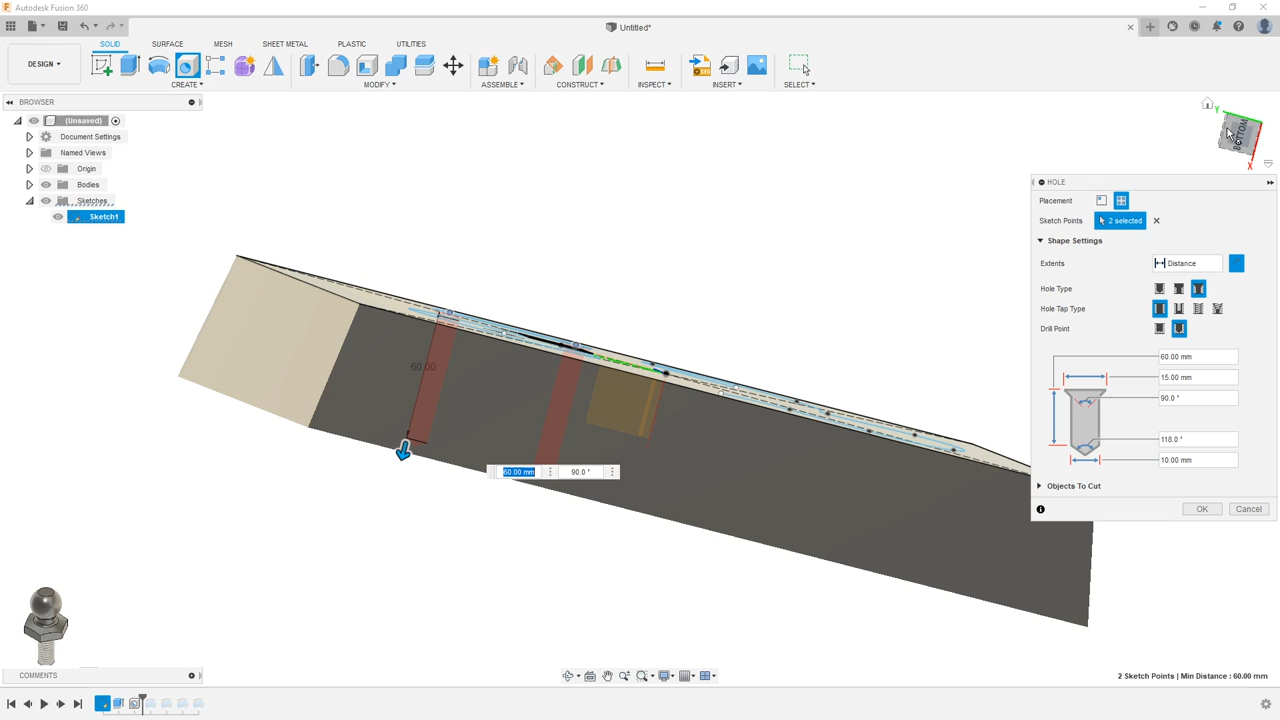 Autodesk Fusion 360
Untitled*
DESIGN
SOLID
SURFACE
MESH
SHEET METAL
PLASTIC
UTILITIES
CREATE
MODIFY
ASSEMBLE
CONSTRUCT
INSPECT
INSERT
SELECT
BROWSER
(Unsaved)
Document Settings
Named Views
Origin
Bodies
Sketches
Sketch1
Y
BOTTOM
X
HOLE
Placement
Sketch Points
2 selected
Shape Settings
Extents
Distance
Hole Type
Hole Tap Type
Drill Point
60.00 mm
15.00 mm
90.0 °
118.0 °
10.00 mm
Objects To Cut
OK
Cancel
60.00
60.00 mm
90.0 °
COMMENTS
2 Sketch Points | Min Distance : 60.00 mm